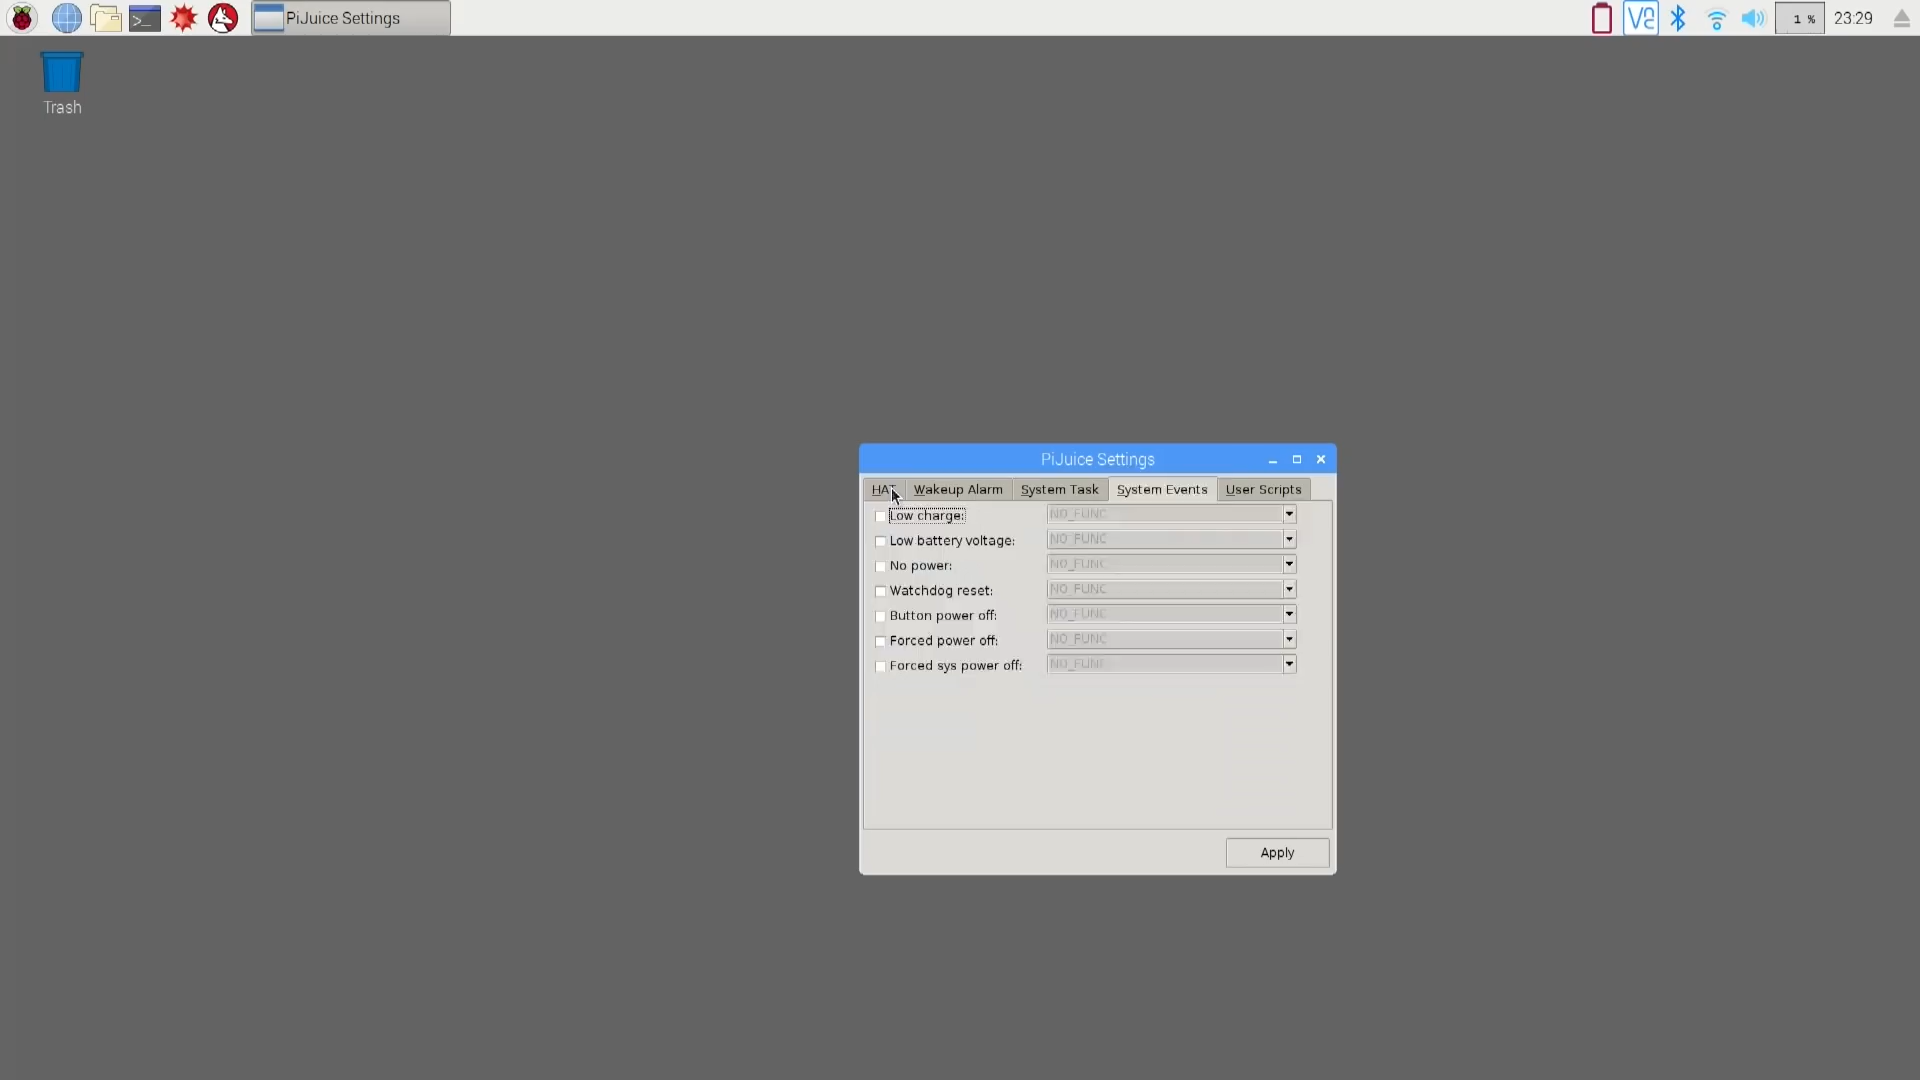 PiJuice Settings
V2
1 %
23:29
Trash
PiJuice Settings
HAT
Wakeup Alarm
System Task
System Events
User Scripts
Low charge:
NO_FUNC
Low battery voltage:
NO_FUNC
No power:
NO_FUNC
Watchdog reset:
NO_FUNC
Button power off:
NO_FUNC
Forced power off:
NO_FUNC
Forced sys power off:
NO_FUNC
Apply